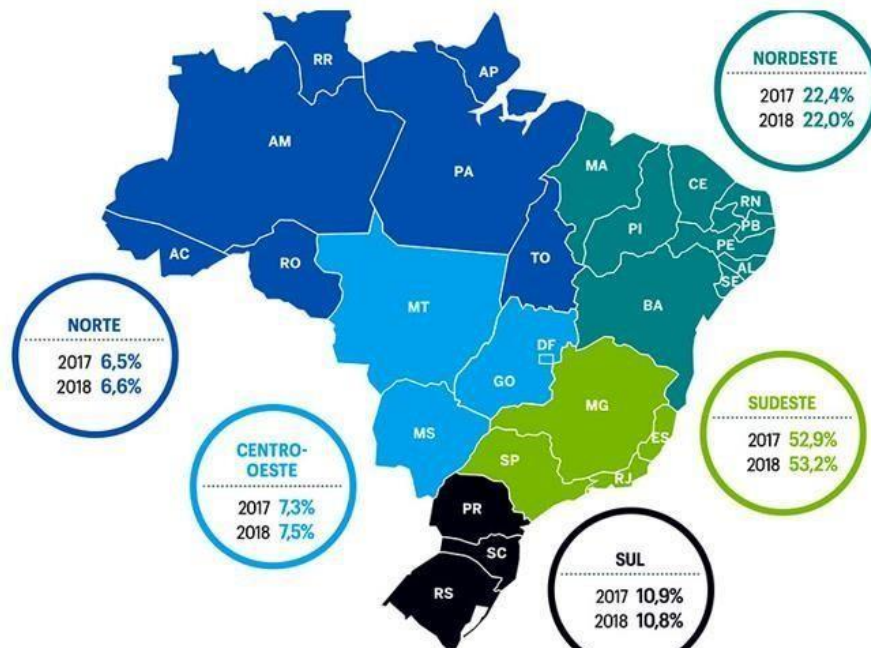 RR
AP
AM
PA
MA
CE
RN
PB
PE
AL
SE
PI
AC
RO
TO
BA
MT
DF
GO
MS
MG
ES
SP
RJ
PR
SC
RS
NORDESTE
2017 22,4%
2018 22,0%
NORTE
2017 6,5%
2018 6,6%
CENTRO-
OESTE
2017 7,3%
2018 7,5%
SUDESTE
2017 52,9%
2018 53,2%
SUL
2017 10,9%
2018 10,8%